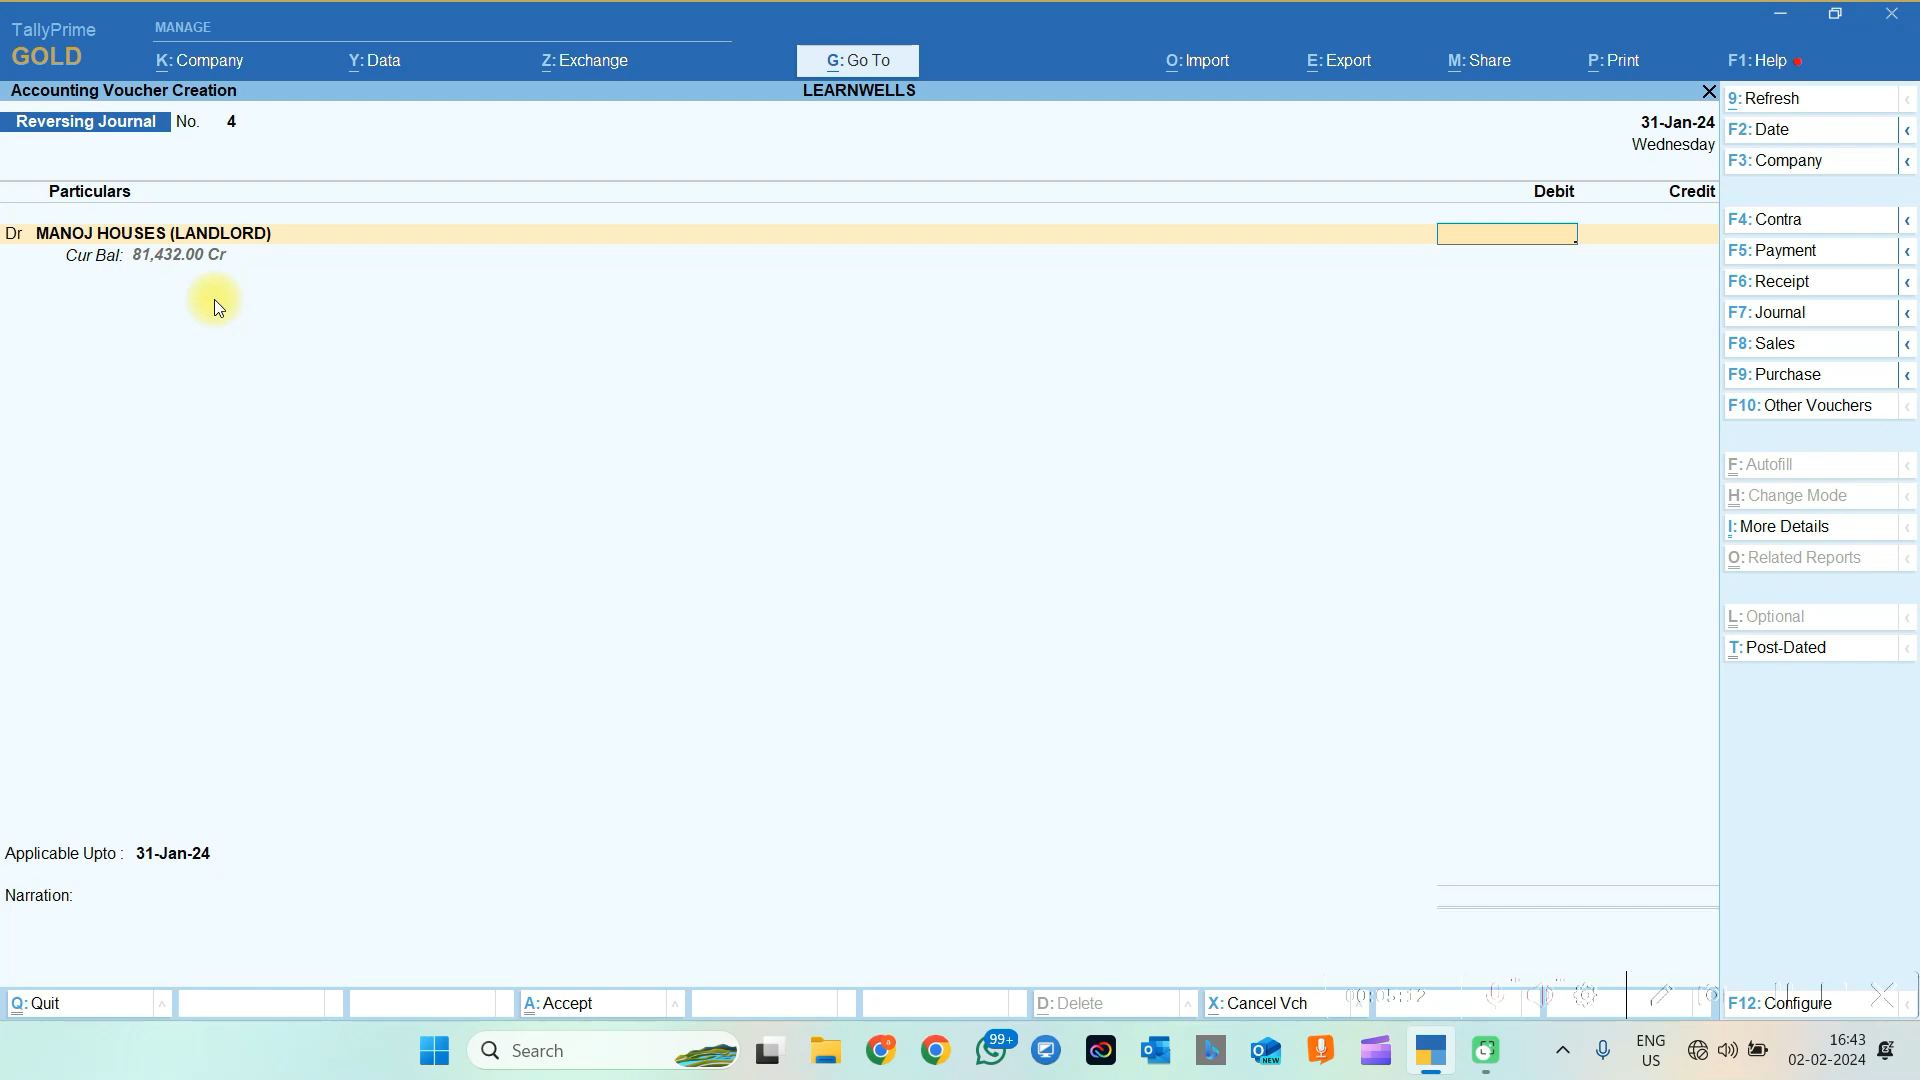 TallyPrime
GOLD
MANAGE
K: Company
Y: Data
Z: Exchange
G: Go To
O: Import
E: Export
M: Share
P: Print
F1: Help
Accounting Voucher Creation
LEARNWELLS
Reversing Journal No. 4
31-Jan-24
Wednesday
Particulars
Debit
Credit
Dr MANOJ HOUSES (LANDLORD)
Cur Bal: 81,432.00 Cr
Applicable Upto : 31-Jan-24
Narration:
9: Refresh
F2: Date
F3: Company
F4: Contra
F5: Payment
F6: Receipt
F7: Journal
F8: Sales
F9: Purchase
F10: Other Vouchers
F: Autofill
H: Change Mode
I: More Details
O: Related Reports
L: Optional
T: Post-Dated
Q: Quit
A: Accept
D: Delete
X: Cancel Vch
00:05:12
F12: Configure
Search
99+
NEW
ENG
US
16:43
02-02-2024